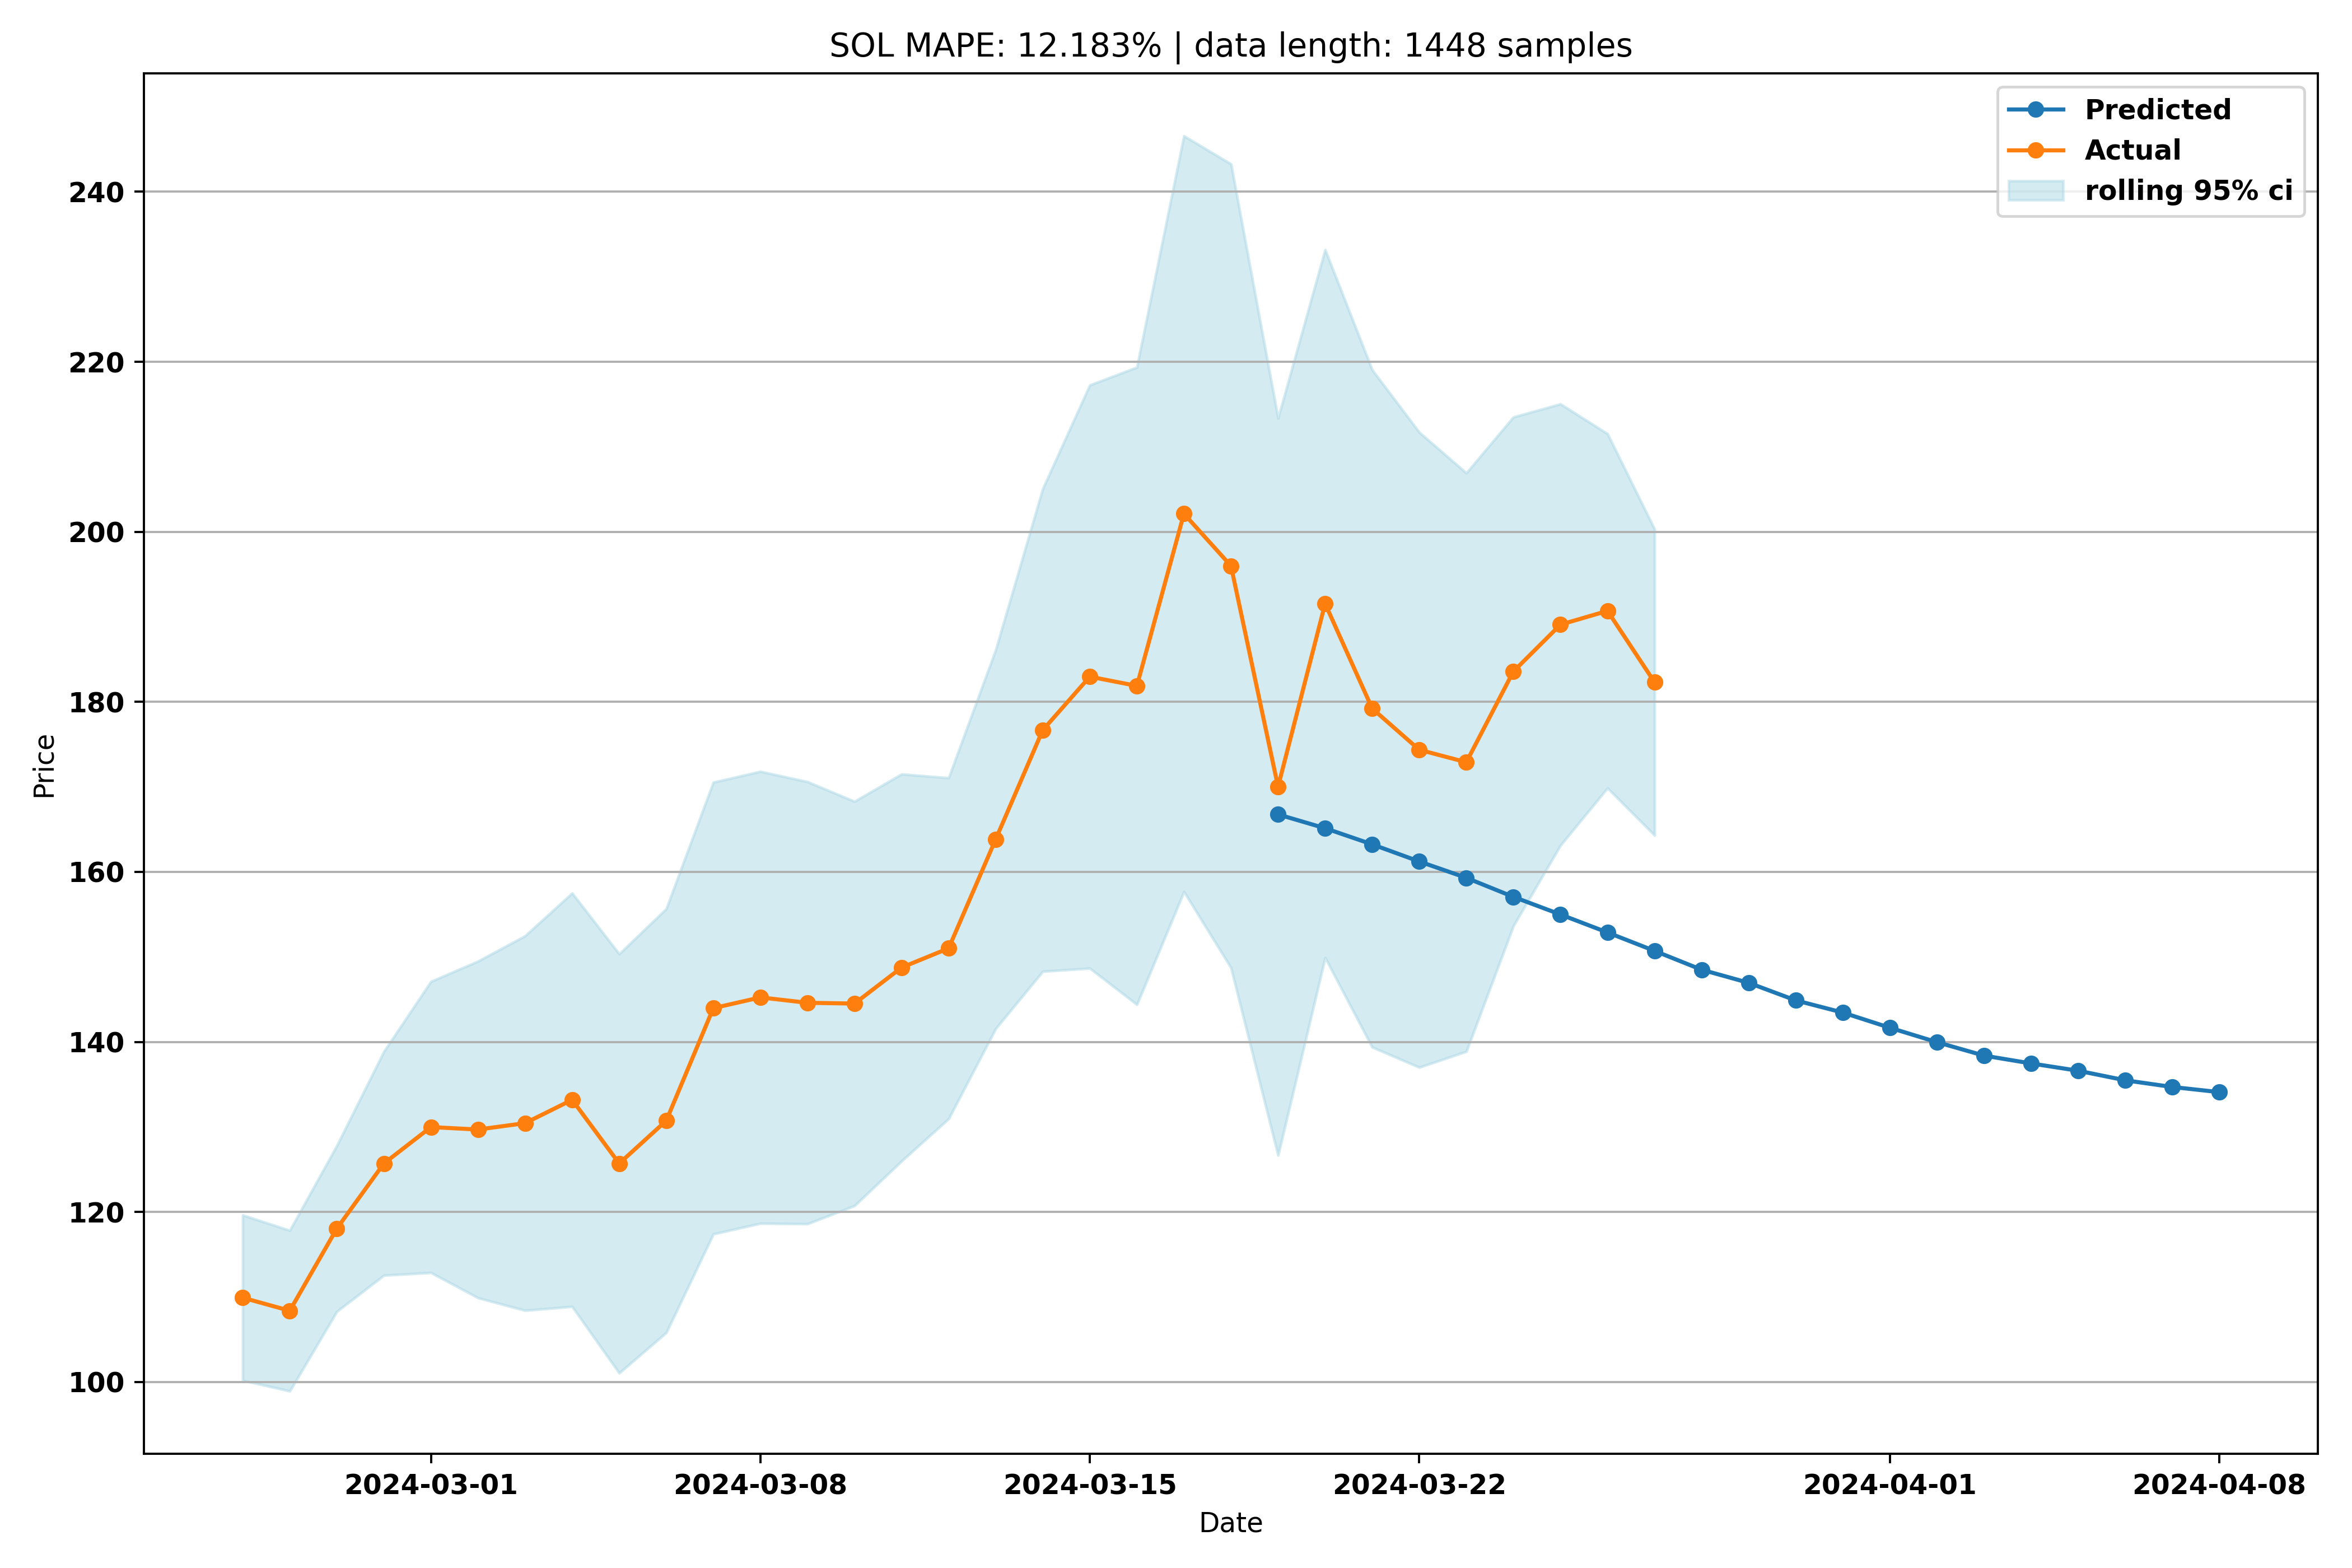 SOL MAPE: 12.183% | data length: 1448 samples
Predicted
Actual
rolling 95% ci
240
220
200
180
160
140
120
100
Price
2024-03-01
2024-03-08
2024-03-15
2024-03-22
2024-04-01
2024-04-08
Date